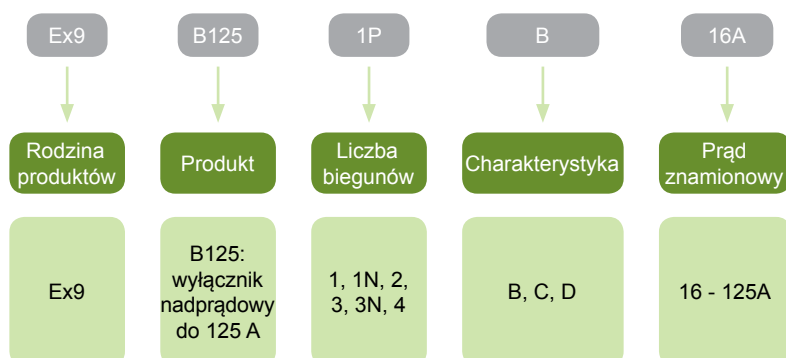 Ex9 B125 1P B 16A
Rodzina produktów
Produkt
Liczba biegunów
Charakterystyka
Prąd znamionowy
Ex9
B125:
wyłącznik
nadprądowy
do 125 A
1, 1N, 2,
3, 3N, 4
B, C, D
16 - 125A